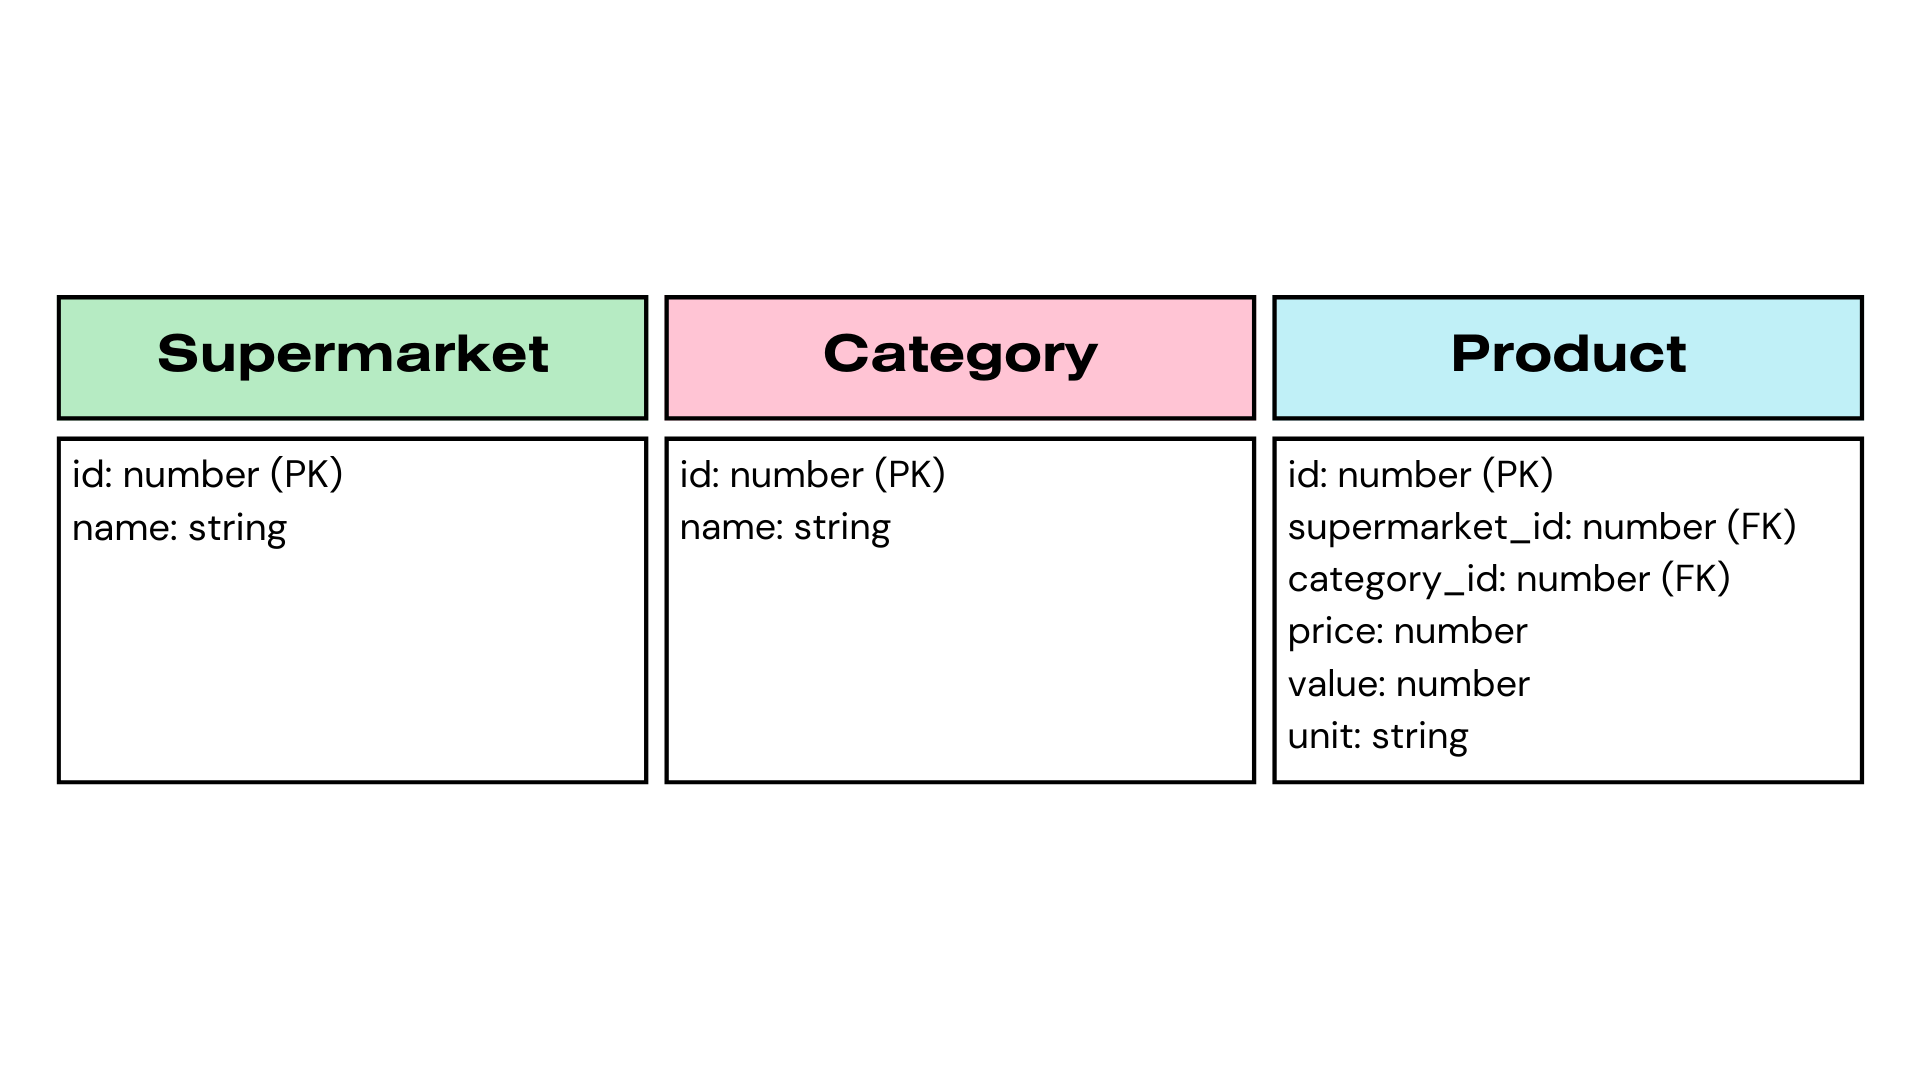 Supermarket
id: number (PK)
name: string
Category
id: number (PK)
name: string
Product
id: number (PK)
supermarket_id: number (FK)
category_id: number (FK)
price: number
value: number
unit: string